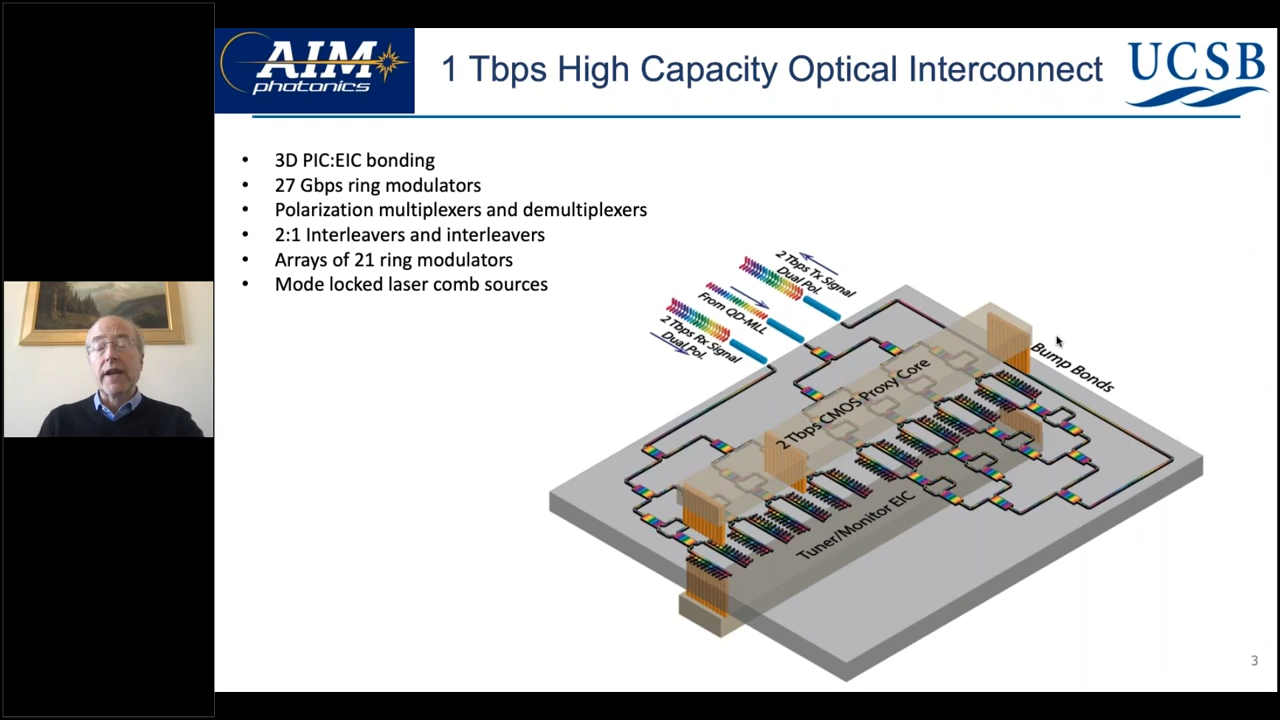 AIM
photonics
1 Tbps High Capacity Optical Interconnect
UCSB
• 3D PIC:EIC bonding
• 27 Gbps ring modulators
• Polarization multiplexers and demultiplexers
• 2:1 Interleavers and interleavers
• Arrays of 21 ring modulators
• Mode locked laser comb sources
2 Tbps Tx Signal
Dual Pol.
From QD-MLL
2 Tbps Rx Signal
Dual Pol.
Bump Bonds
2 Tbps CMOS Proxy Core
Tuner/Monitor EIC
3